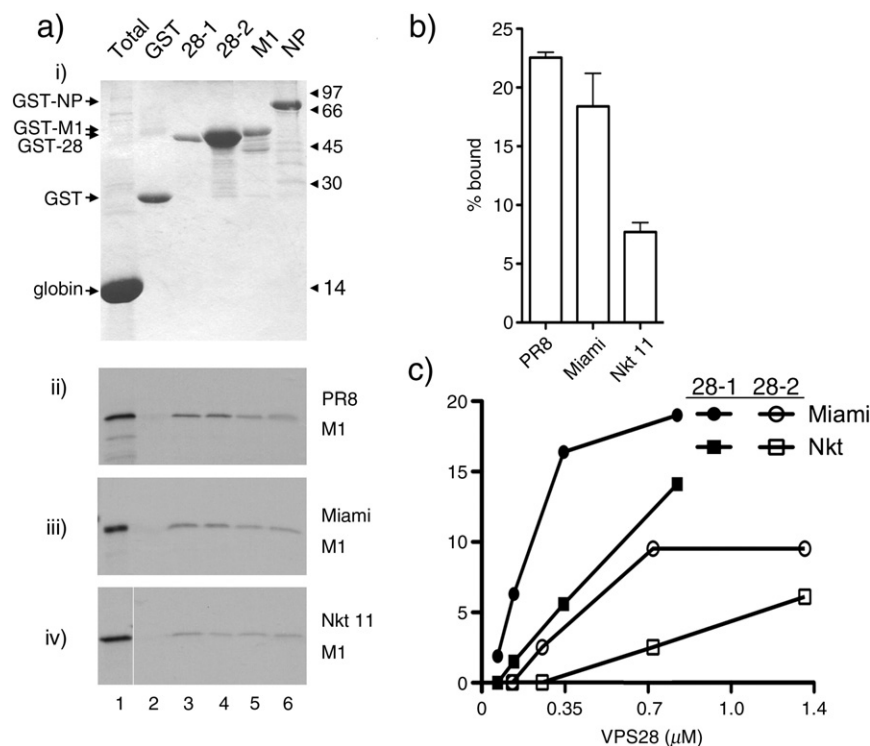 a)
Total GST 28-1 28-2 M1 NP
i)
GST-NP
GST-M1
GST-28
GST
globin
97
66
45
30
14
ii)
PR8
M1
iii)
Miami
M1
iv)
Nkt 11
M1
1 2 3 4 5 6
b)
% bound
25
20
15
10
5
0
PR8 Miami Nkt 11
c)
28-1 28-2
Miami
Nkt
20
15
10
5
0
0 0.35 0.7 1.0 1.4
VPS28 (μM)